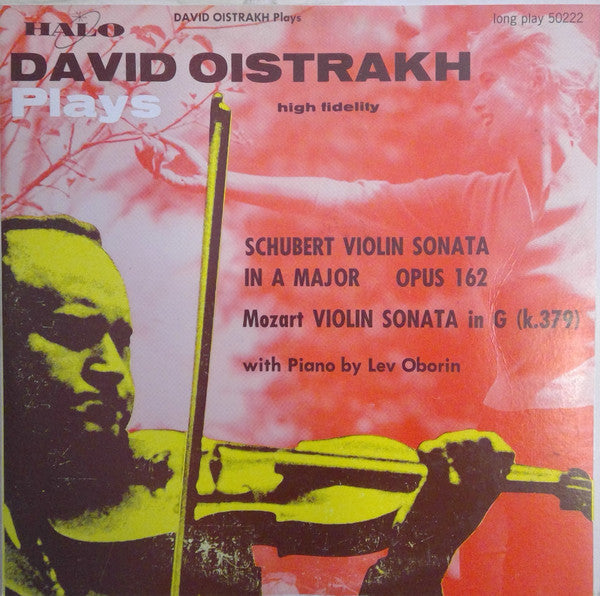 HALO
DAVID OISTRAKH Plays
long play 50222
DAVID OISTRAKH
Plays
high fidelity
SCHUBERT VIOLIN SONATA
IN A MAJOR OPUS 162
Mozart VIOLIN SONATA in G (k.379)
with Piano by Lev Oborin